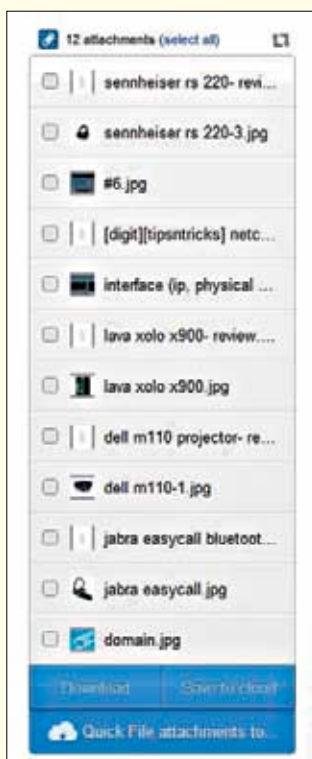 12 attachments (select all)
sennheiser rs 220- revi...
sennheiser rs 220-3.jpg
#6.jpg
[digit][tipsntricks] netc...
interface (ip, physical ...
lava xolo x900- review....
lava xolo x900.jpg
dell m110 projector- re...
dell m110-1.jpg
jabra easycall bluetoot...
jabra easycall.jpg
domain.jpg
Download Save to cloud
Quick File attachments to...